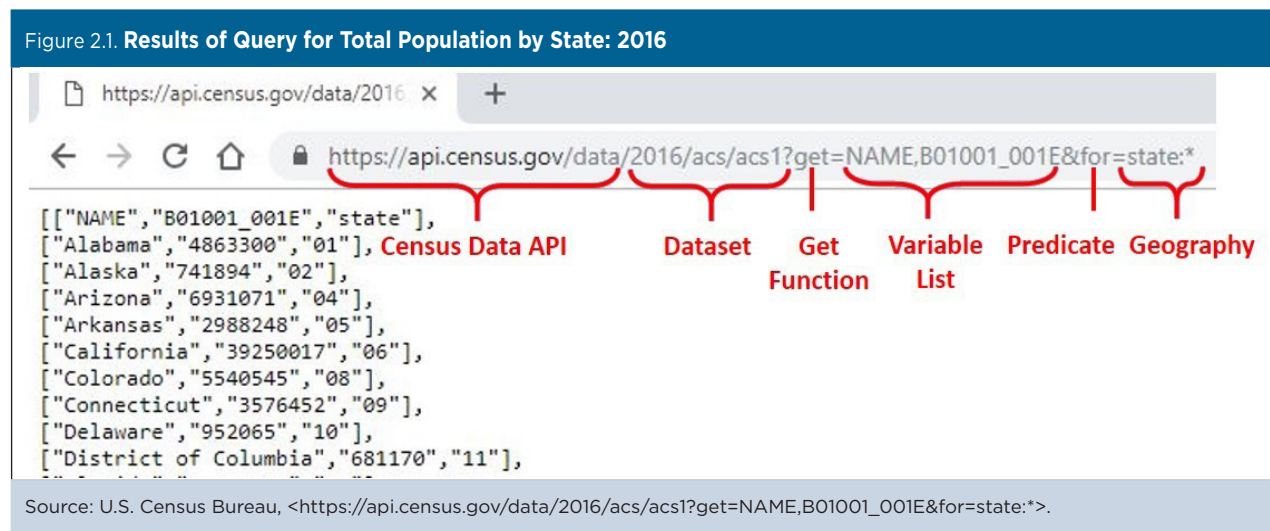 Figure 2.1. Results of Query for Total Population by State: 2016
https://api.census.gov/data/2016
https://api.census.gov/data/2016/acs/acs1?get=NAME,B01001_001E&for=state:*
[["NAME","B01001_001E","state"],
["Alabama","4863300","01"],
["Alaska","741894","02"],
["Arizona","6931071","04"],
["Arkansas","2988248","05"],
["California","39250017","06"],
["Colorado","5540545","08"],
["Connecticut","3576452","09"],
["Delaware","952065","10"],
["District of Columbia","681170","11"],
Census Data API
Dataset
Get
Function
Variable
List
Predicate
Geography
Source: U.S. Census Bureau, <https://api.census.gov/data/2016/acs/acs1?get=NAME,B01001_001E&for=state:*>.